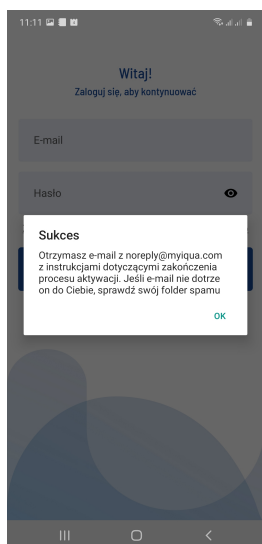 11:11
Witaj!
Zaloguj się, aby kontynuować
E-mail
Hasło
Sukces
Otrzymasz e-mail z noreply@myiqua.com
z instrukcjami dotyczącymi zakończenia
procesu aktywacji. Jeśli e-mail nie dotrze
on do Ciebie, sprawdź swój folder spamu
OK